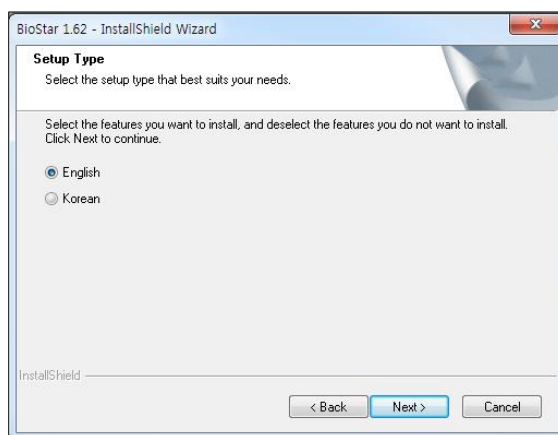 BioStar 1.62 - InstallShield Wizard
Setup Type
Select the setup type that best suits your needs.
Select the features you want to install, and deselect the features you do not want to install.
Click Next to continue.
English
Korean
InstallShield
< Back Next > Cancel